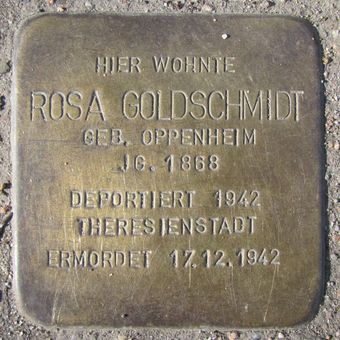 HIER WOHNTE
ROSA GOLDSCHMIDT
GEB. OPPENHEIM
JG. 1868
DEPORTIERT 1942
THERESIENSTADT
ERMORDET 17.12.1942